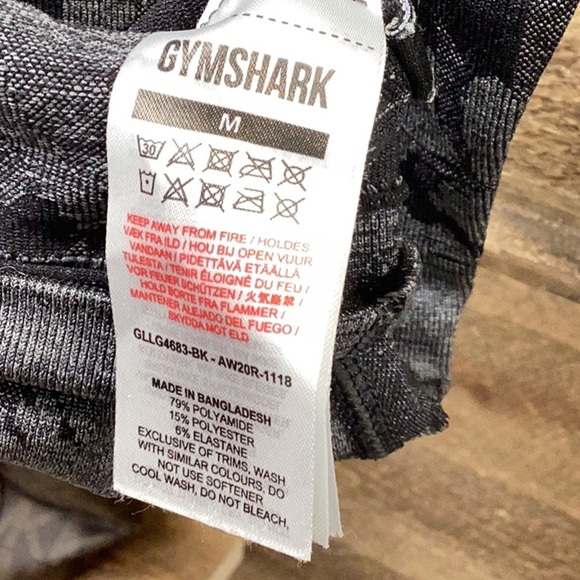 GYMSHARK
M
30
KEEP AWAY FROM FIRE / HOLDES
VÆK FRA ILD / HOU BIJ OPEN VUUR
VANDAAN / PIDETTÄVÄ ETÄÄLLÄ
TULESTA / TENIR ÉLOIGNÉ DU FEU /
VOR FEUER SCHÜTZEN / 火気厳禁 /
HOLD BORTE FRA FLAMMER /
MANTENER ALEJADO DEL FUEGO /
SKYDDA MOT ELD
GLLG4683-BK - AW20R-1118
MADE IN BANGLADESH
79% POLYAMIDE
15% POLYESTER
6% ELASTANE
EXCLUSIVE OF TRIMS, WASH
WITH SIMILAR COLOURS, DO
NOT USE SOFTENER
COOL WASH, DO NOT BLEACH,